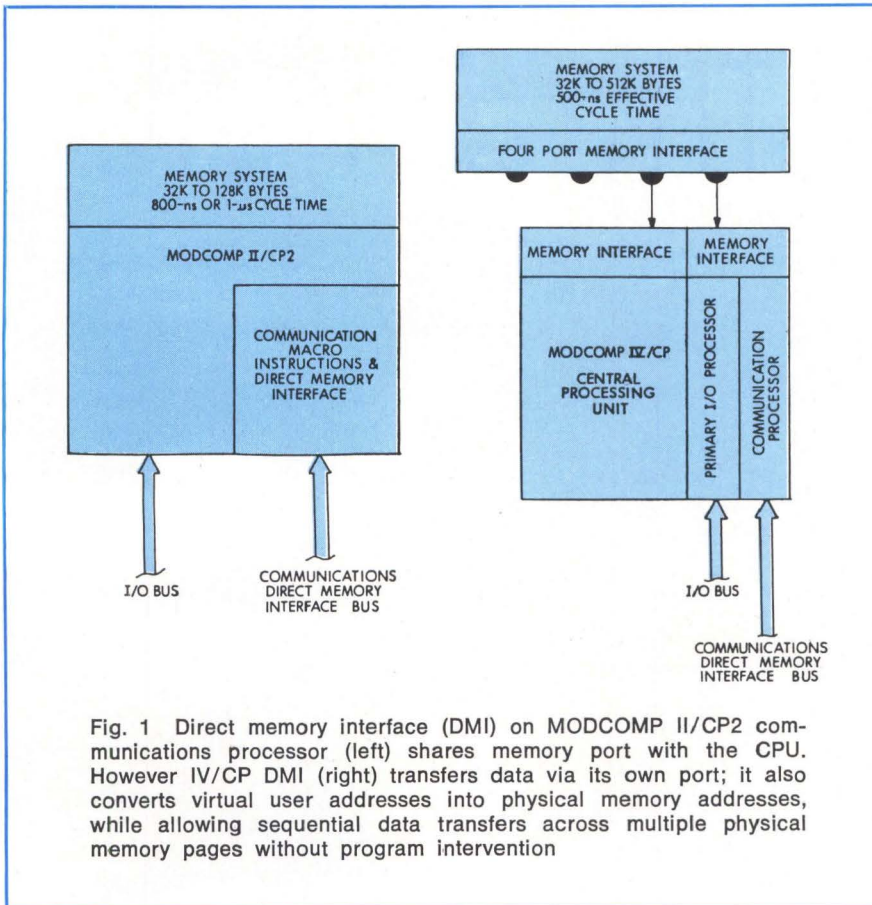 MEMORY SYSTEM
32K TO 128K BYTES
800-ns OR 1-µs CYCLE TIME
MODCOMP II/CP2
COMMUNICATION
MACRO
INSTRUCTIONS &
DIRECT MEMORY
INTERFACE
I/O BUS
COMMUNICATIONS
DIRECT MEMORY
INTERFACE BUS
MEMORY SYSTEM
32K TO 512K BYTES
500-ns EFFECTIVE
CYCLE TIME
FOUR PORT MEMORY INTERFACE
MEMORY INTERFACE
MEMORY
INTERFACE
MODCOMP IV/CP
CENTRAL
PROCESSING
UNIT
PRIMARY I/O PROCESSOR
COMMUNICATION
PROCESSOR
I/O BUS
COMMUNICATIONS
DIRECT MEMORY
INTERFACE BUS
Fig. 1 Direct memory interface (DMI) on MODCOMP II/CP2 com-
munications processor (left) shares memory port with the CPU.
However IV/CP DMI (right) transfers data via its own port; it also
converts virtual user addresses into physical memory addresses,
while allowing sequential data transfers across multiple physical
memory pages without program intervention